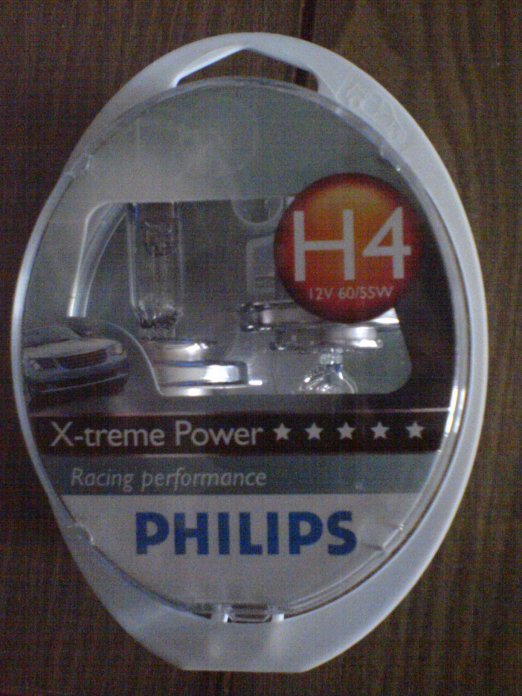 H4
12V 60/55W
X-treme Power ★★★★★
Racing performance
PHILIPS